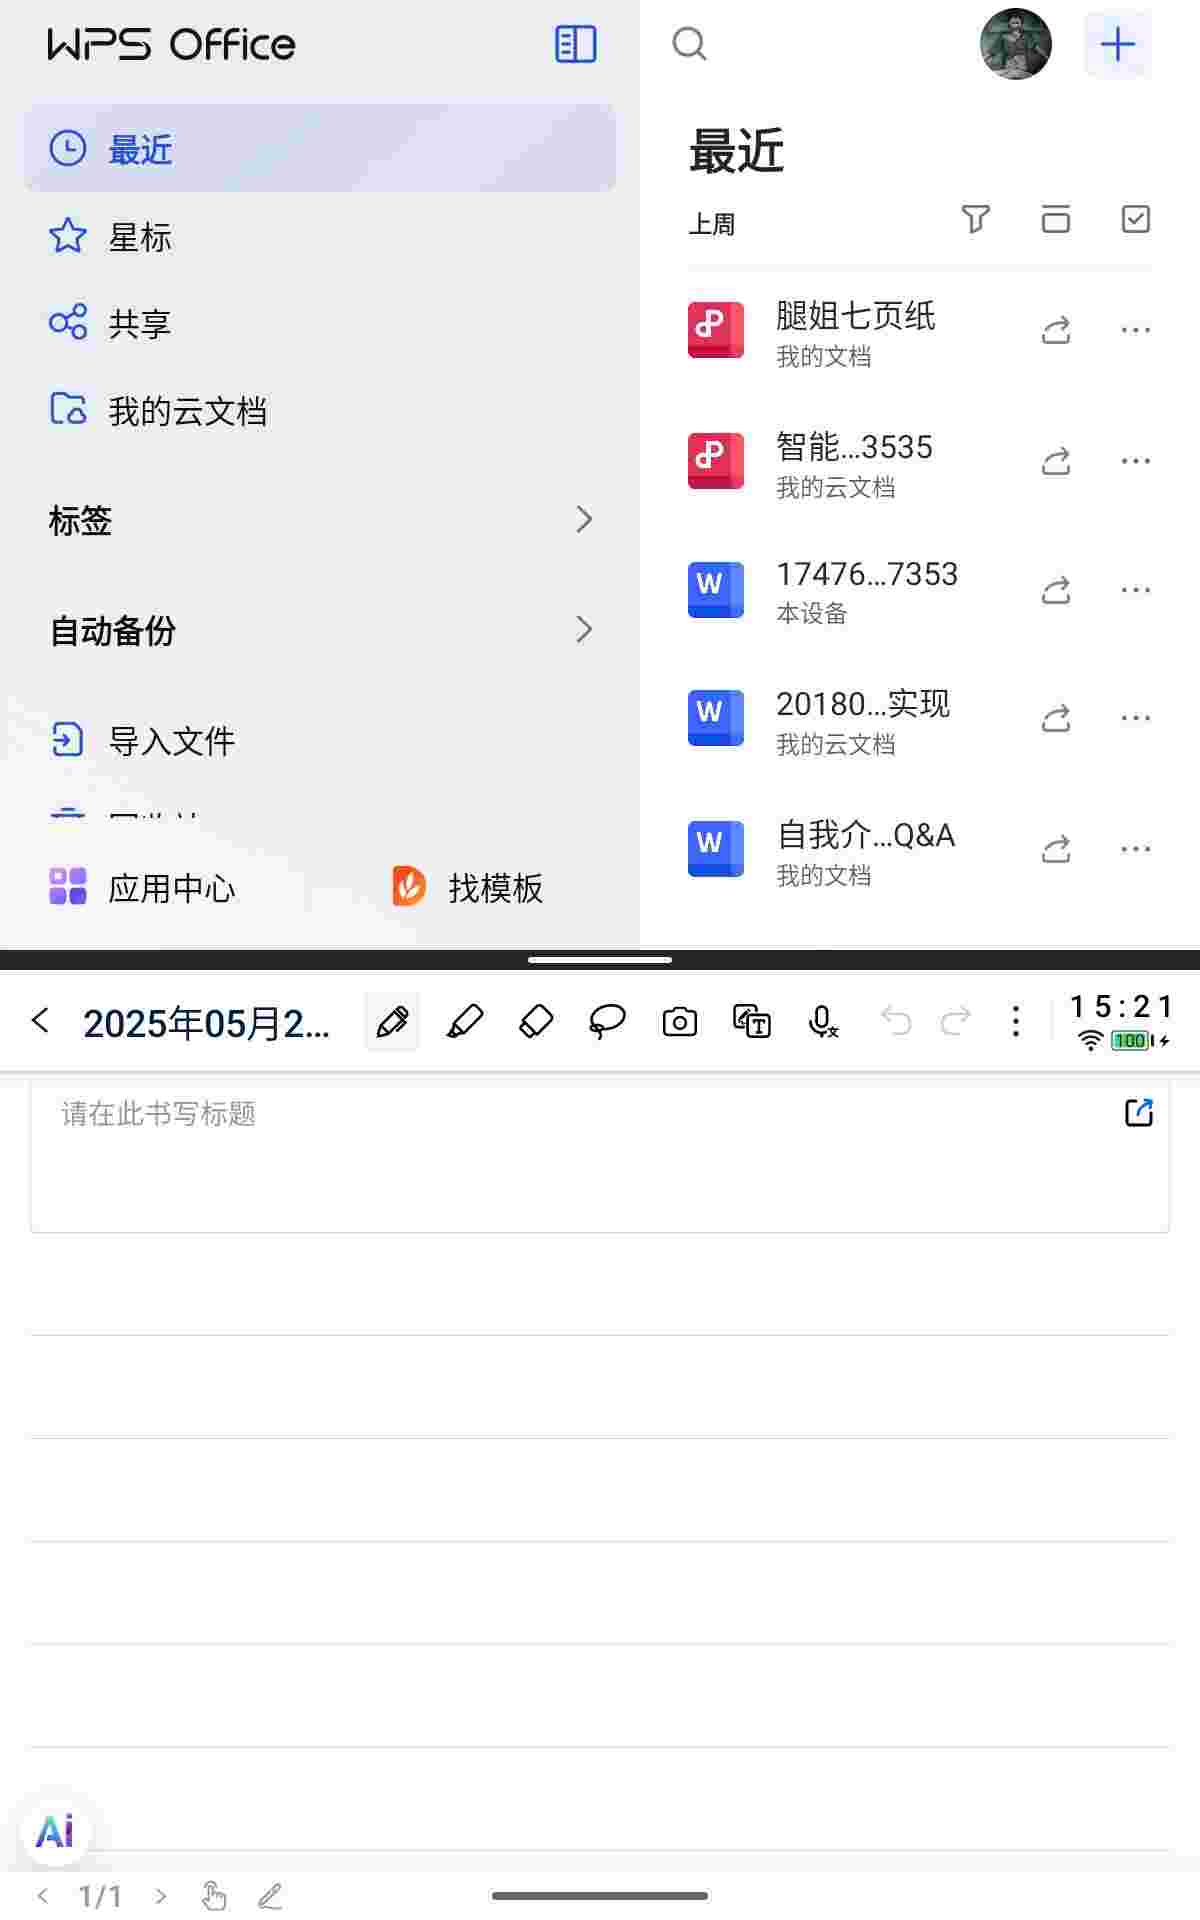 WPS Office
最近
星标
共享
我的云文档
标签
自动备份
导入文件
应用中心
找模板
最近
上周
腿姐七页纸
我的文档
智能...3535
我的云文档
17476...7353
本设备
20180...实现
我的云文档
自我介...Q&A
我的文档
2025年05月2...
15:21
100
请在此书写标题
Ai
1/1